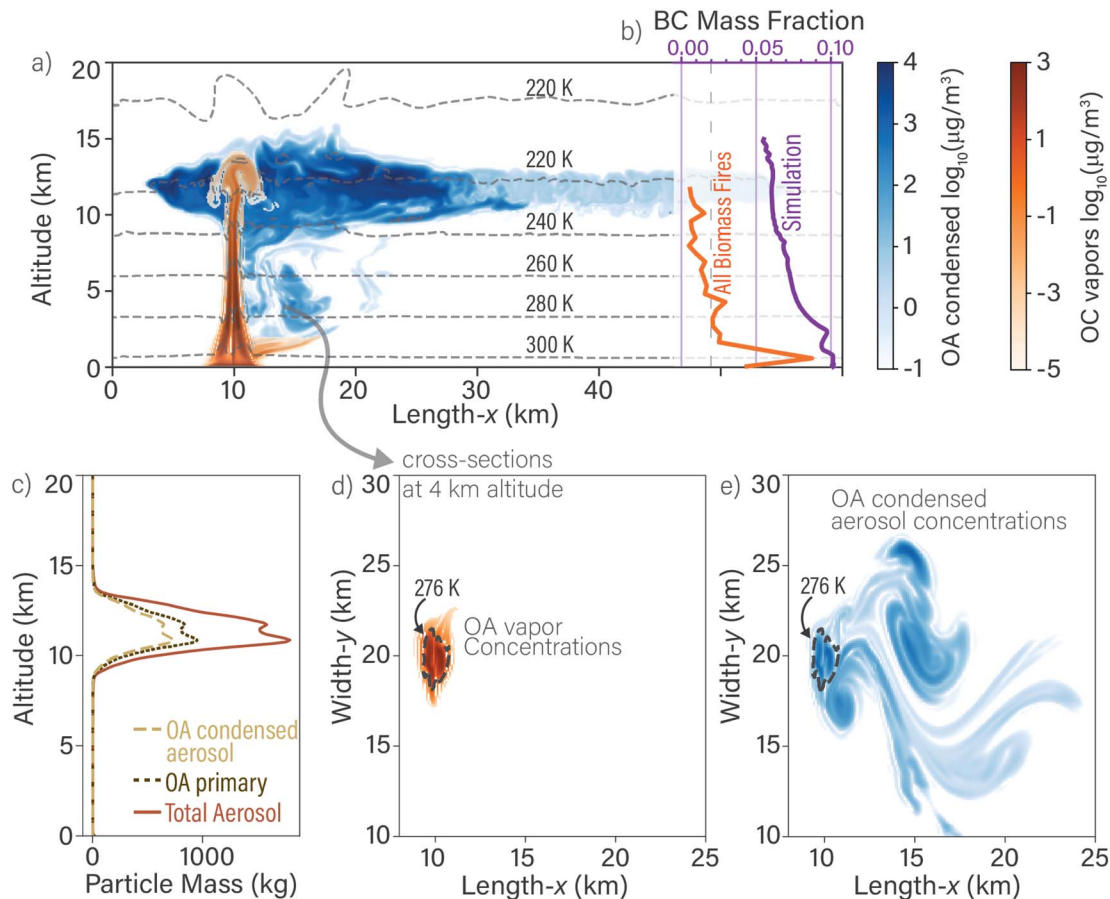 BC Mass Fraction
b)
0.00 0.05 0.10
a)
20
15
10
5
0
Altitude (km)
220 K
220 K
240 K
260 K
280 K
300 K
10 20 30 40
Length-x (km)
All Biomass Fires
Simulation
4
3
2
1
0
-1
OA condensed log10(µg/m³)
3
1
-1
-3
-5
OC vapors log10(µg/m³)
cross-sections
at 4 km altitude
c)
20
15
10
5
0
Altitude (km)
OA condensed
aerosol
OA primary
Total Aerosol
0 1000
Particle Mass (kg)
d)
30
25
20
15
10
Width-y (km)
276 K
OA vapor
Concentrations
10 15 20 25
Length-x (km)
e)
30
25
20
15
10
Width-y (km)
OA condensed
aerosol concentrations
276 K
10 15 20 25
Length-x (km)